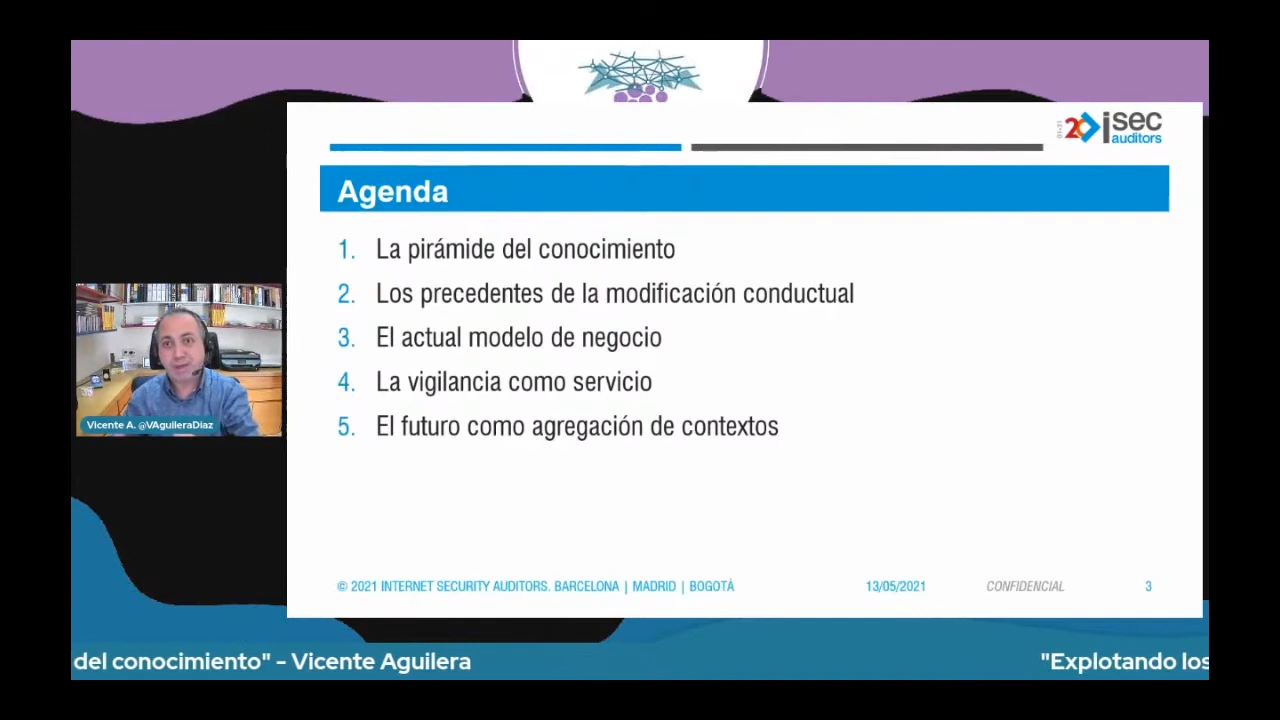 isec
auditors
Agenda
1. La pirámide del conocimiento
2. Los precedentes de la modificación conductual
3. El actual modelo de negocio
4. La vigilancia como servicio
5. El futuro como agregación de contextos
Vicente A. @VAguileraDiaz
© 2021 INTERNET SECURITY AUDITORS. BARCELONA | MADRID | BOGOTÁ
13/05/2021
CONFIDENCIAL
3
del conocimiento" - Vicente Aguilera
"Explotando los